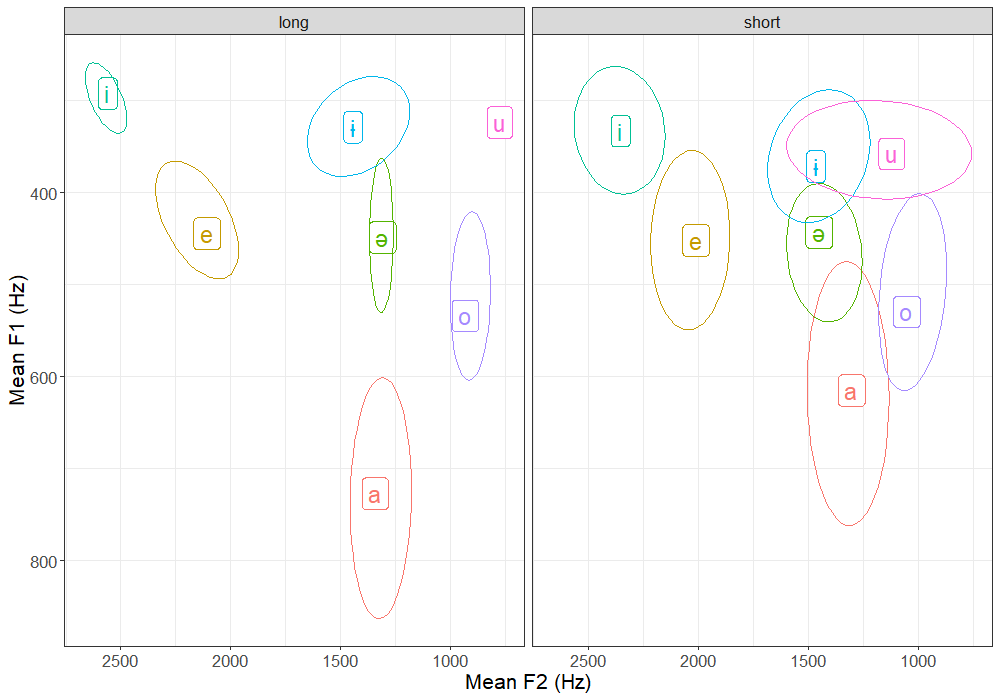 long short
i ɨ u i ɨ u
e ə o e ə o
a a
400
600
800
2500 2000 1500 1000 2500 2000 1500 1000
Mean F1 (Hz)
Mean F2 (Hz)